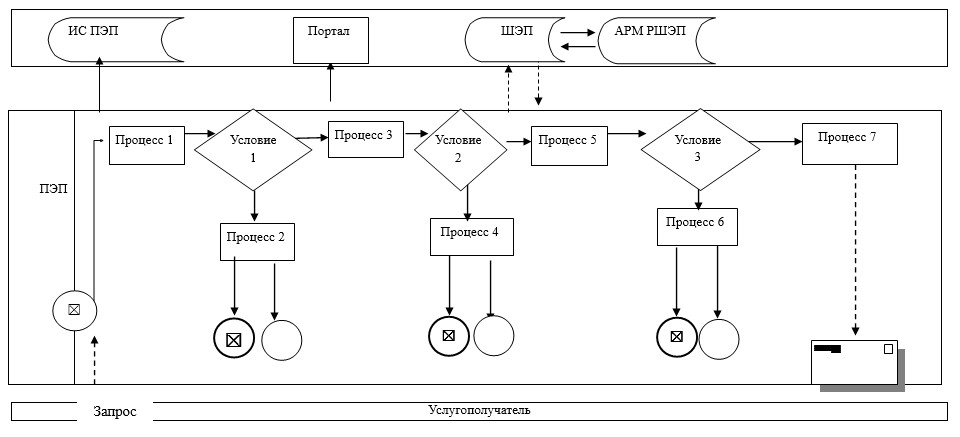 ИС ПЭП
Портал
ШЭП
АРМ РШЭП
Процесс 1
Условие
1
Процесс 3
Условие
2
Процесс 5
Условие
3
Процесс 7
ПЭП
Процесс 2
Процесс 4
Процесс 6
Запрос
Услугополучатель